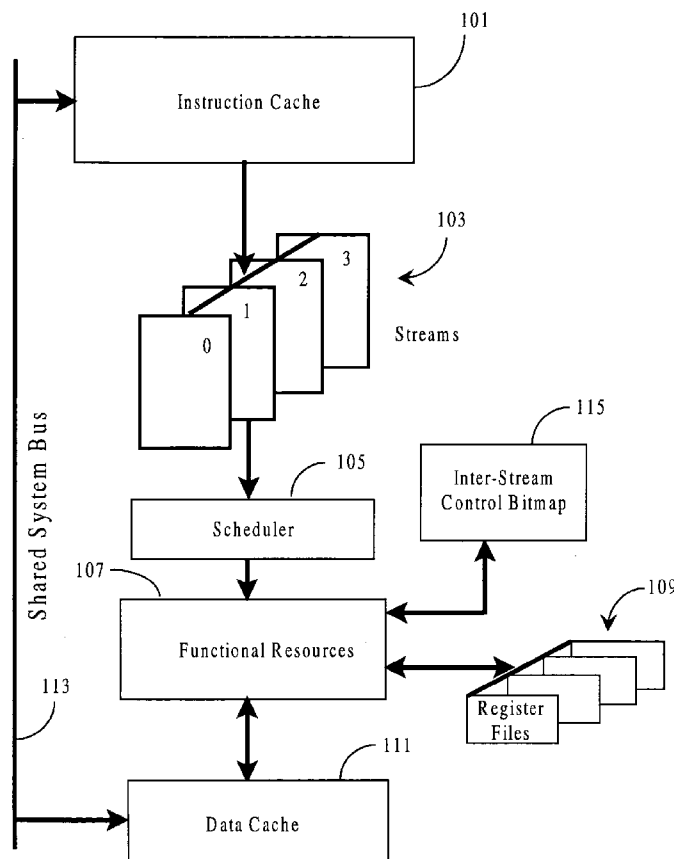 101
Instruction Cache
103
3
2
1
0
Streams
115
105
Inter-Stream
Control Bitmap
Scheduler
107
109
Functional Resources
Shared System Bus
Register
Files
113
111
Data Cache